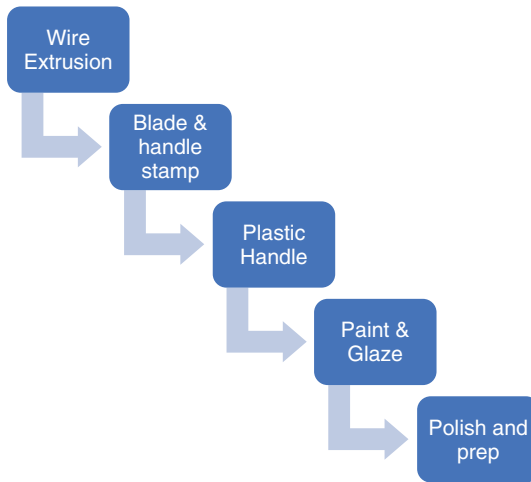 Wire
Extrusion
Blade &
handle
stamp
Plastic
Handle
Paint &
Glaze
Polish and
prep